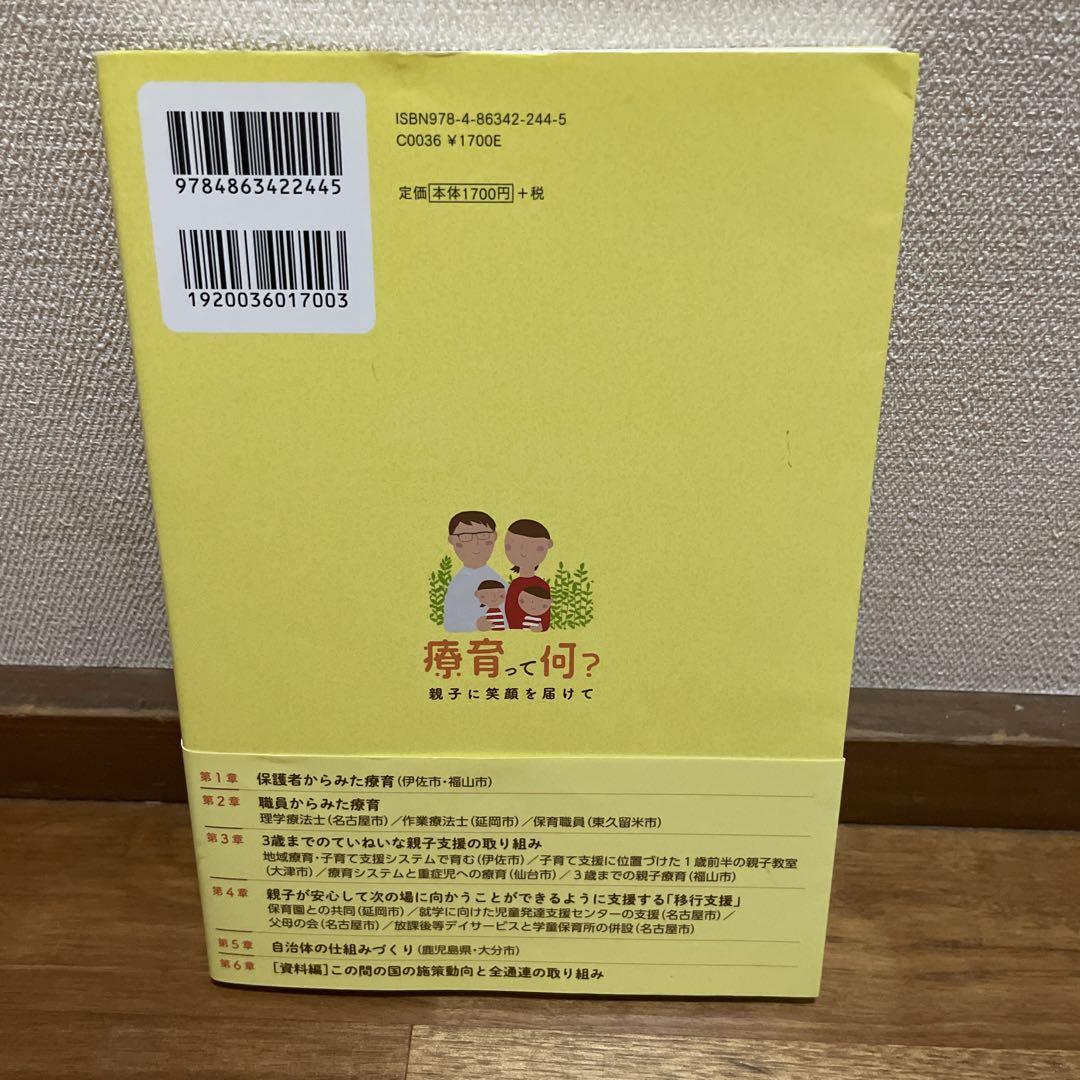 9784863422445
1920036017003
ISBN978-4-86342-244-5
C0036 ¥1700E
定価 本体1700円 +税
療育って何?
親子に笑顔を届けて
第1章 保護者からみた療育(伊佐市・福山市)
第2章 職員からみた療育
理学療法士(名古屋市)／作業療法士(延岡市)／保育職員(東久留米市)
第3章 3歳までのていねいな親子支援の取り組み
地域療育・子育て支援システムで育む(伊佐市)／子育て支援に位置づけた1歳前半の親子教室
(大津市)／療育システムと重症児への療育(仙台市)／3歳までの親子療育(福山市)
第4章 親子が安心して次の場に向かうことができるように支援する「移行支援」
保育園との共同(延岡市)／就学に向けた児童発達支援センターの支援(名古屋市)／
父母の会(名古屋市)／放課後等デイサービスと学童保育所の併設(名古屋市)
第5章 自治体の仕組みづくり(鹿児島県・大分市)
第6章 [資料編]この間の国の施策動向と全通連の取り組み